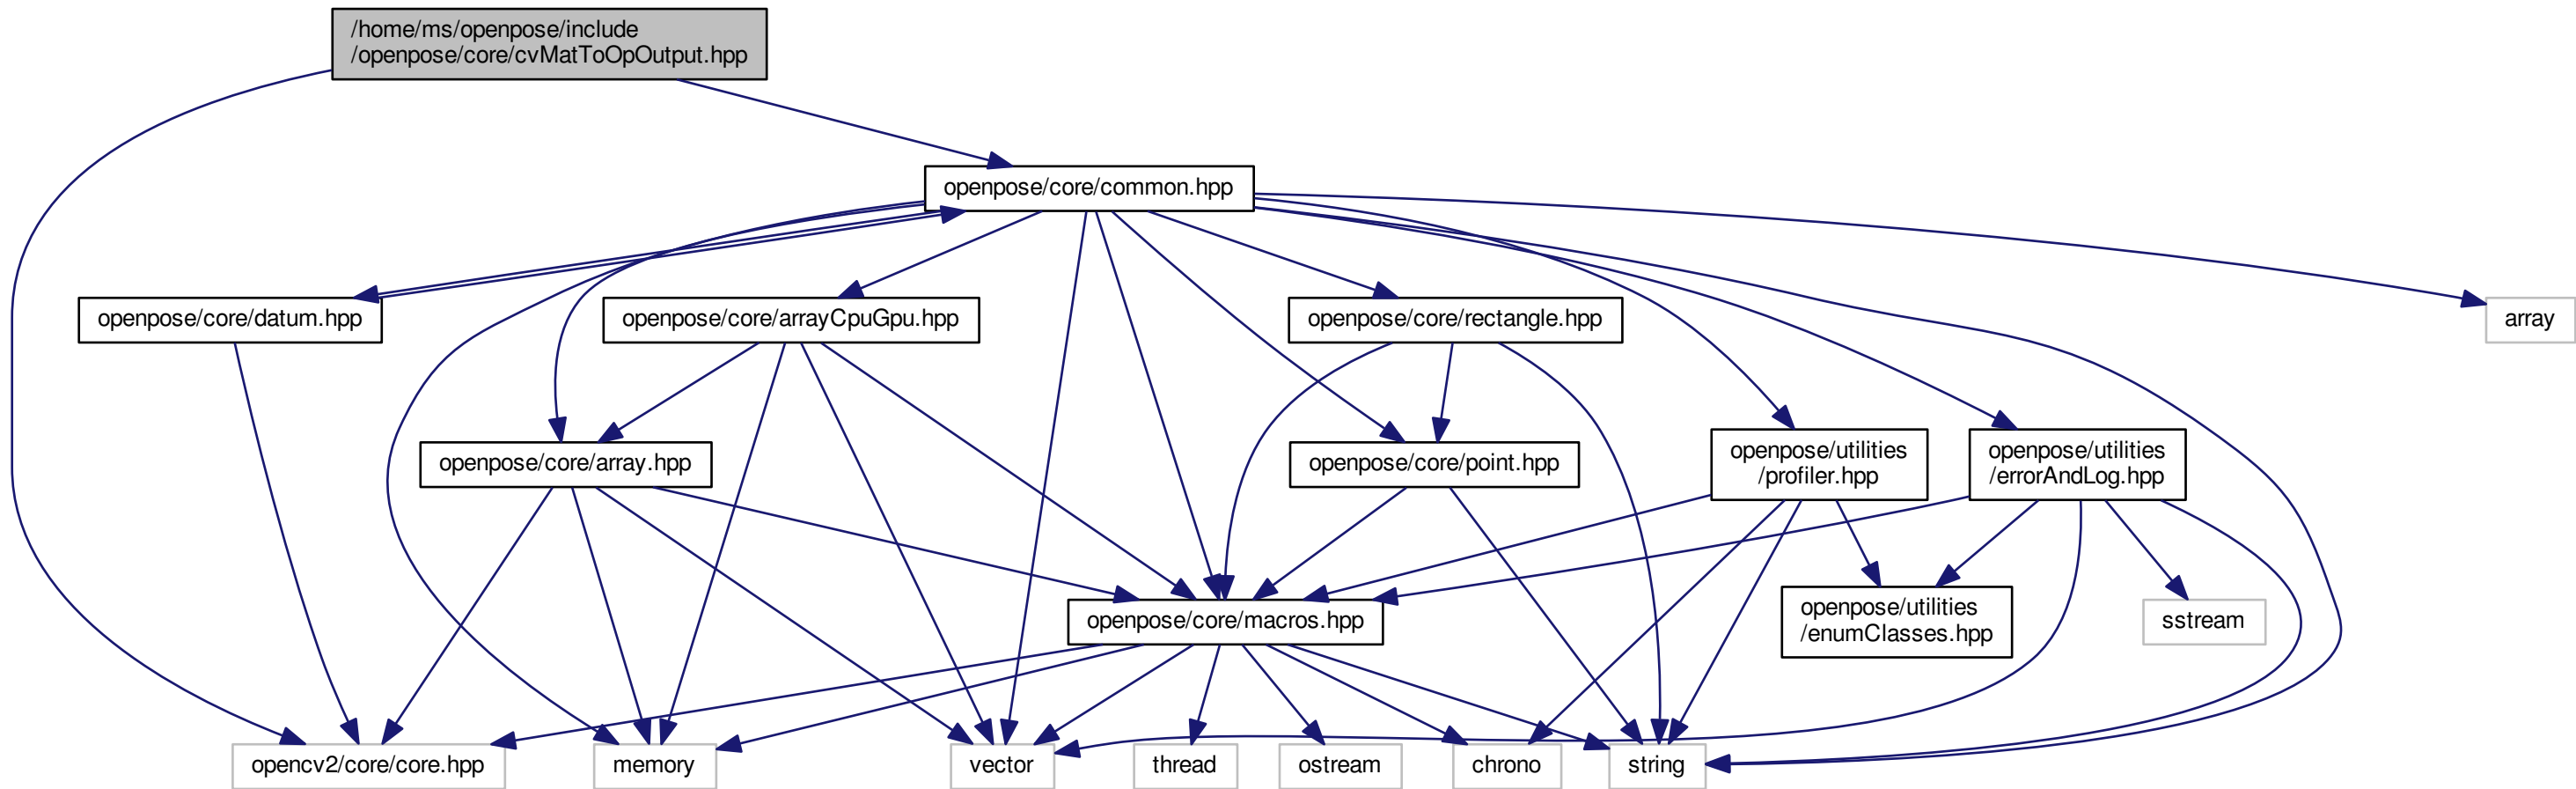 /home/ms/openpose/include
/openpose/core/cvMatToOpOutput.hpp
openpose/core/common.hpp
openpose/core/datum.hpp
openpose/core/arrayCpuGpu.hpp
openpose/core/rectangle.hpp
array
openpose/core/array.hpp
openpose/core/point.hpp
openpose/utilities
/profiler.hpp
openpose/utilities
/errorAndLog.hpp
openpose/core/macros.hpp
openpose/utilities
/enumClasses.hpp
sstream
opencv2/core/core.hpp
memory
vector
thread
ostream
chrono
string